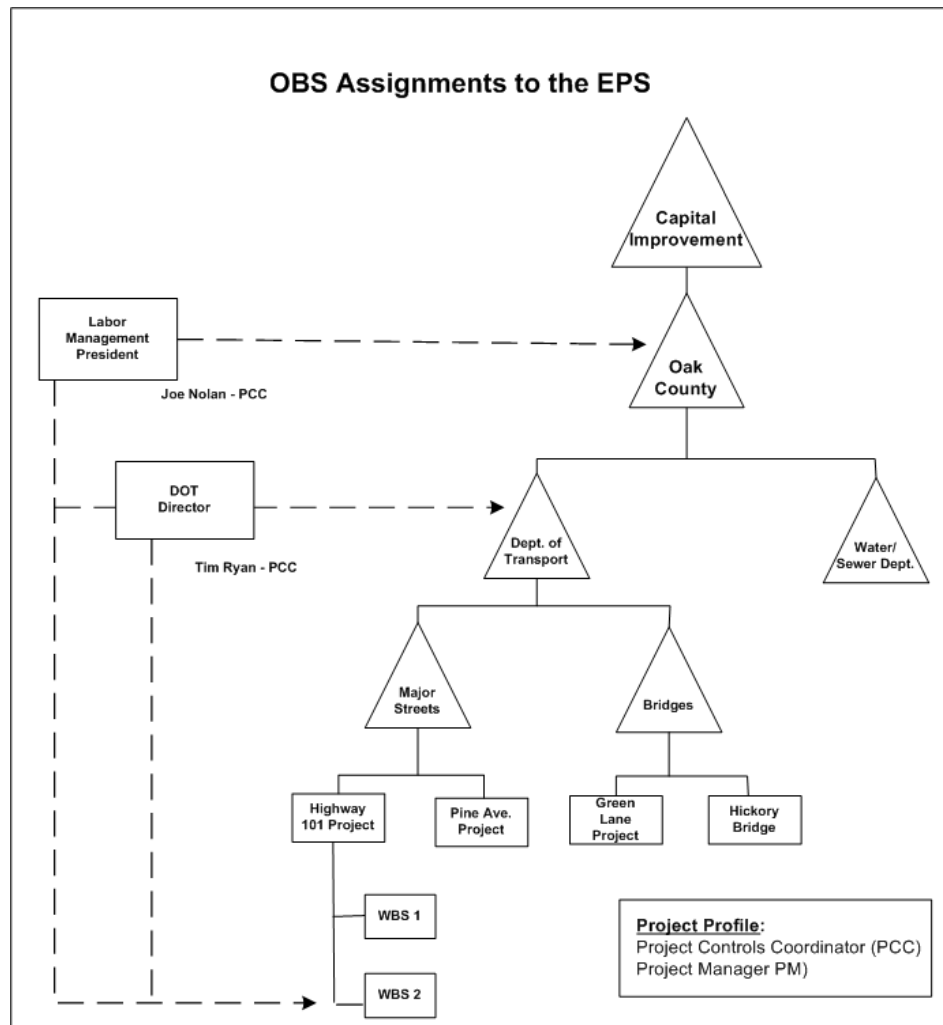 OBS Assignments to the EPS
Capital
Improvement
Labor
Management
President
Joe Nolan - PCC
Oak
County
DOT
Director
Tim Ryan - PCC
Dept. of
Transport
Water/
Sewer Dept.
Major
Streets
Bridges
Highway
101 Project
Pine Ave.
Project
Green
Lane
Project
Hickory
Bridge
WBS 1
WBS 2
Project Profile:
Project Controls Coordinator (PCC)
Project Manager PM)